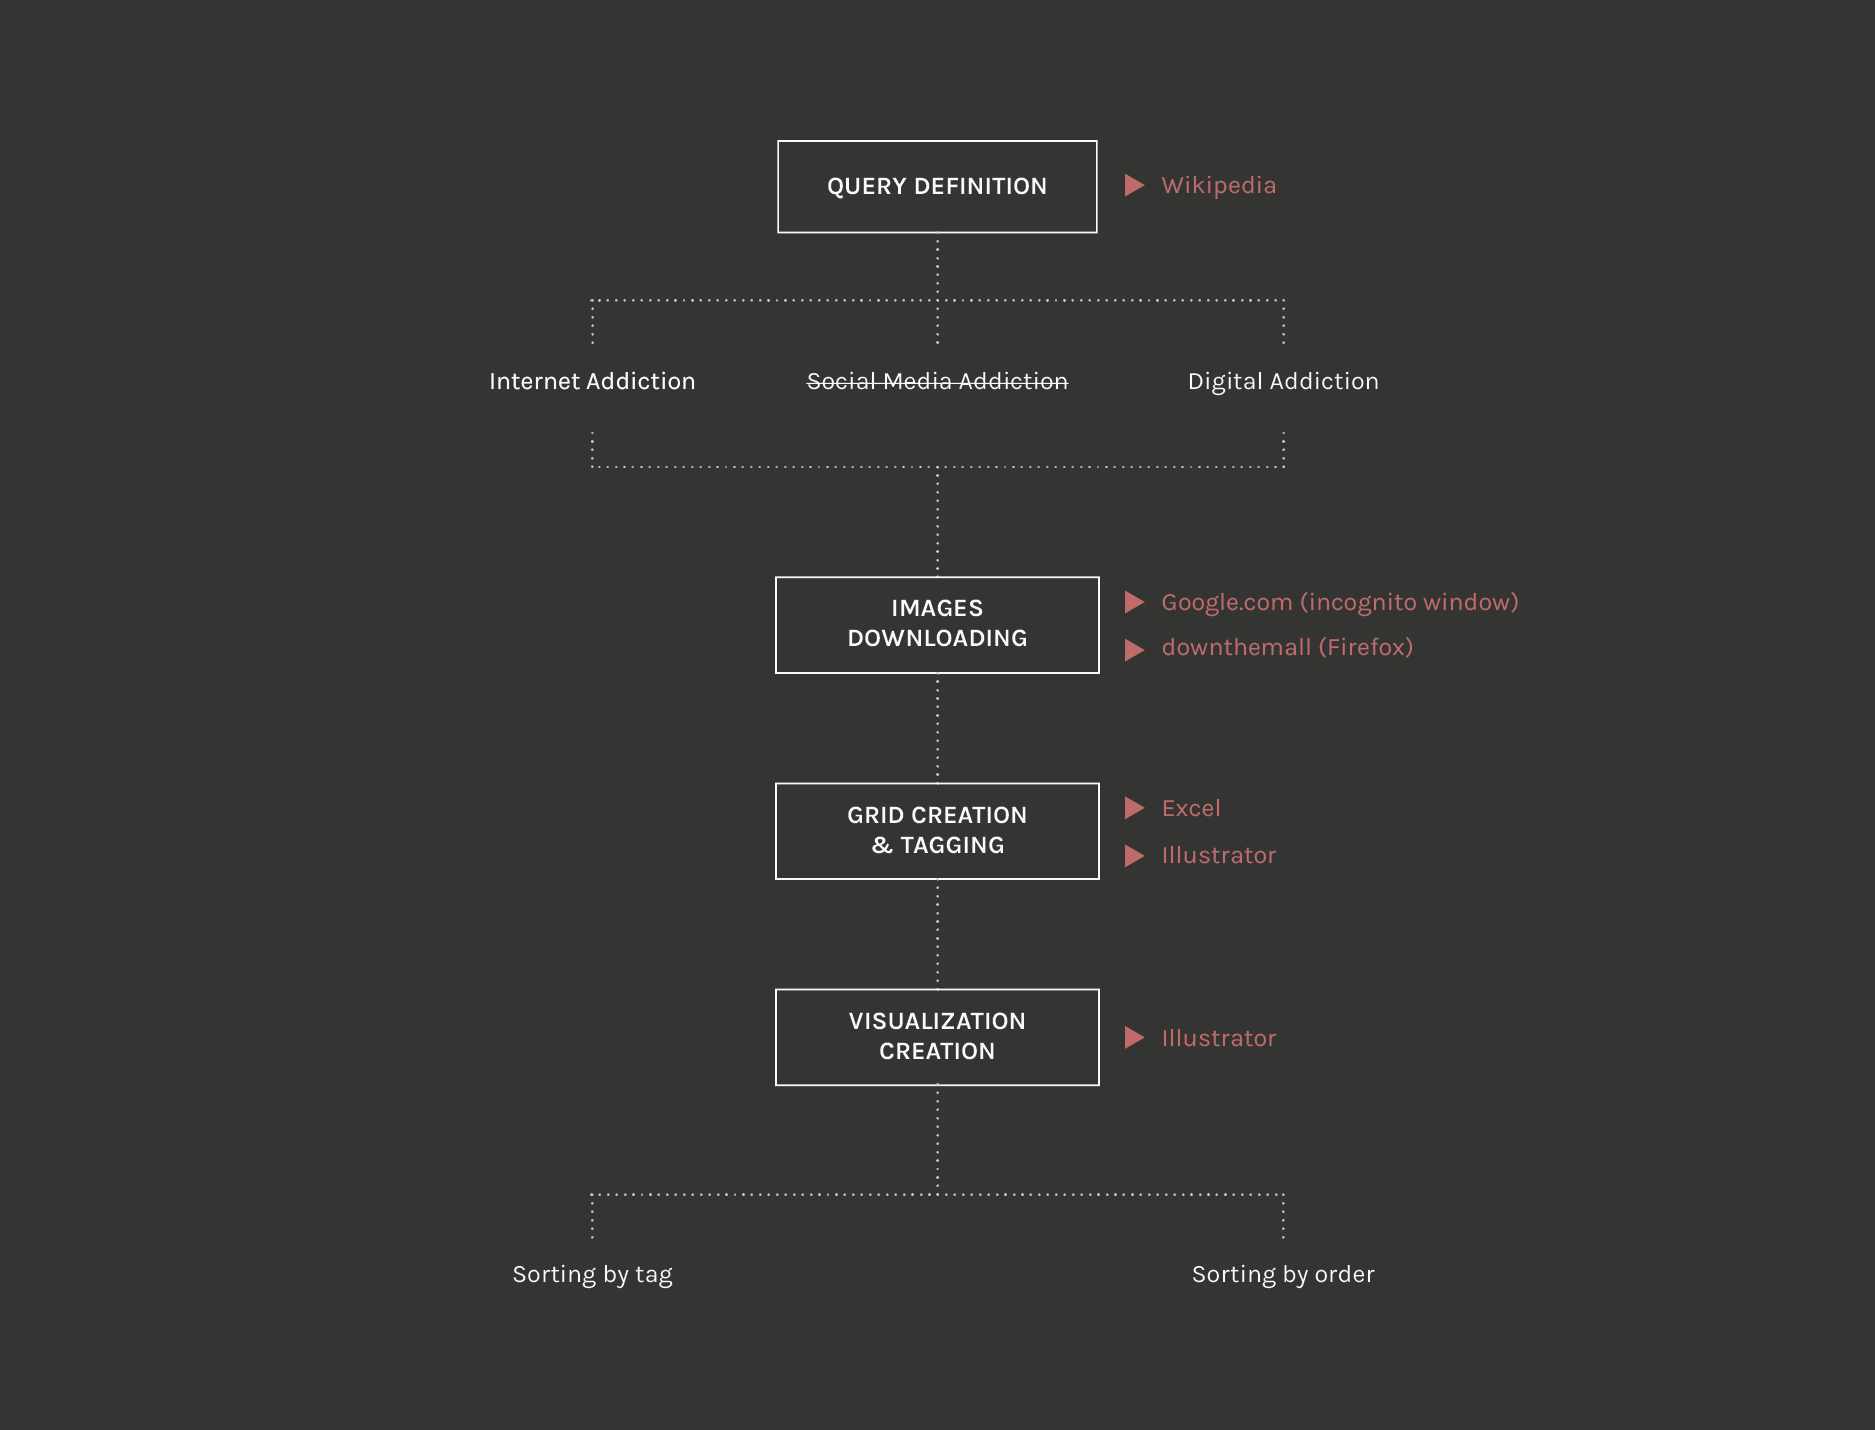 QUERY DEFINITION
Wikipedia
Internet Addiction
Social Media Addiction
Digital Addiction
IMAGES
DOWNLOADING
Google.com (incognito window)
downthemall (Firefox)
GRID CREATION
& TAGGING
Excel
Illustrator
VISUALIZATION
CREATION
Illustrator
Sorting by tag
Sorting by order